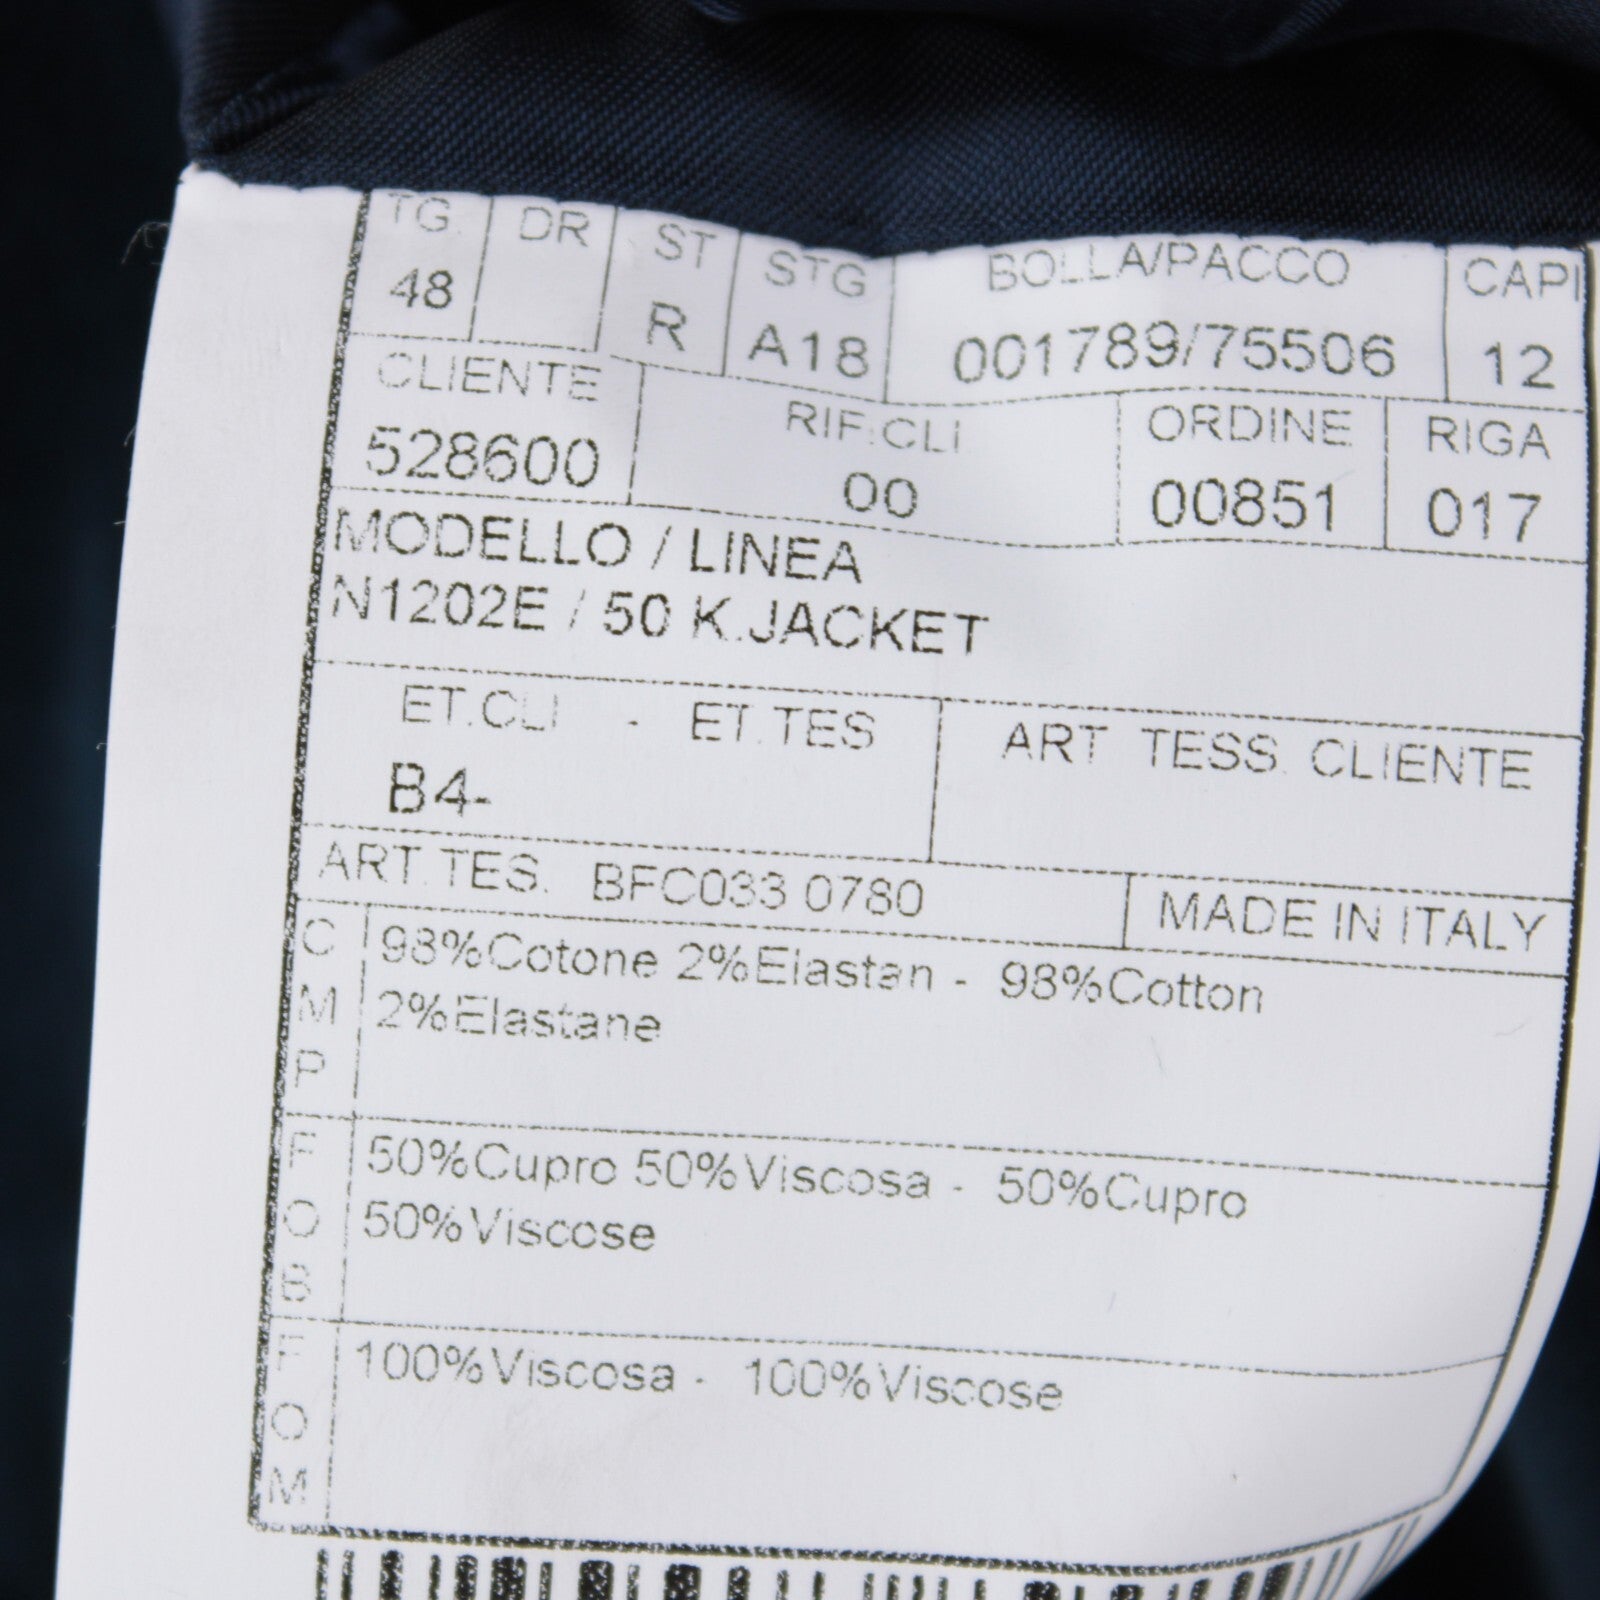 TG. DR ST STG BOLLA/PACCO CAPI
48 R A18 001789/75506 12
CLIENTE RIF.CLI. ORDINE RIGA
528600 00 00851 017
MODELLO / LINEA
N1202E / 50 K.JACKET
ET.CLI - ET.TES ART TESS. CLIENTE
B4-
ART.TES. BFC033 0780 MADE IN ITALY
CMP 98%Cotone 2%Elastan - 98%Cotton
2%Elastane
FOB 50%Cupro 50%Viscosa - 50%Cupro
50%Viscose
FOM 100%Viscosa - 100%Viscose